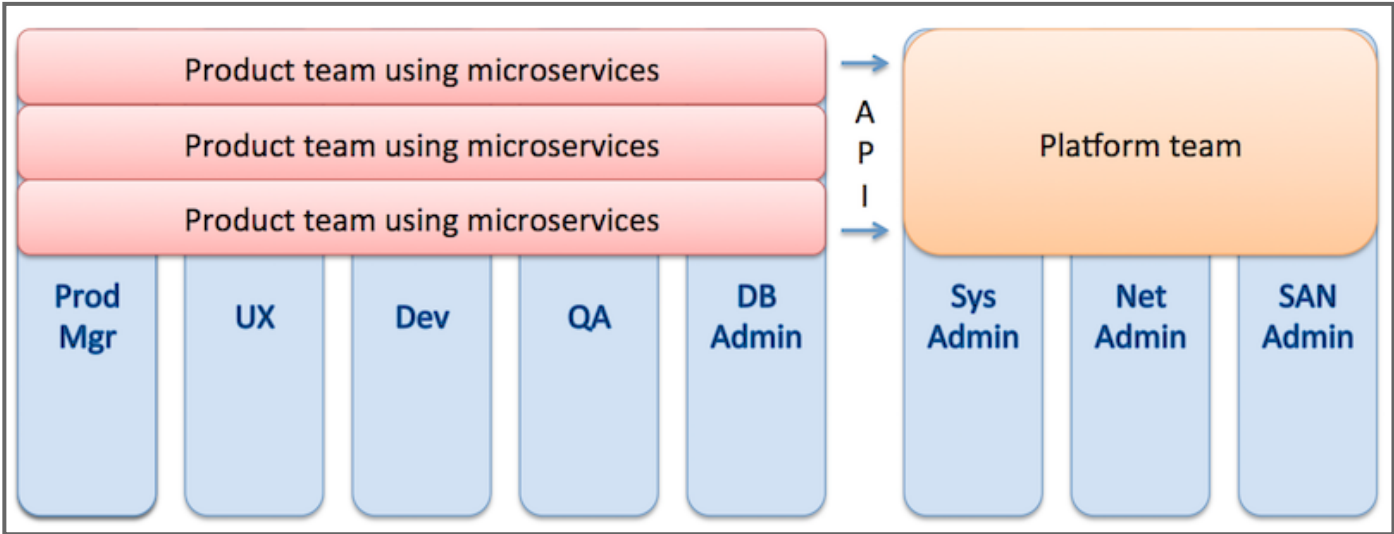 Product team using microservices
Product team using microservices
Product team using microservices
A
P
I
Platform team
Prod
Mgr
UX
Dev
QA
DB
Admin
Sys
Admin
Net
Admin
SAN
Admin